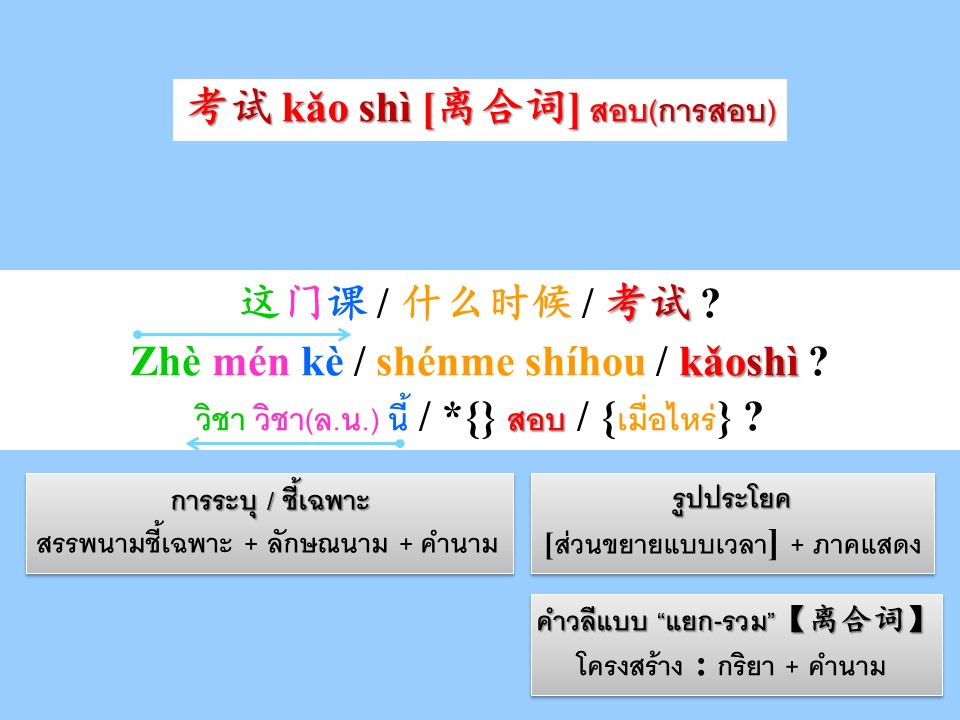 考试 kǎo shì [离合词] สอบ(การสอบ)
这门课 / 什么时候 / 考试 ?
Zhè mén kè / shénme shíhou / kǎoshì ?
วิชา วิชา(ล.น.) นี้ / *{} สอบ / {เมื่อไหร่} ?
การระบุ / ชี้เฉพาะ
สรรพนามชี้เฉพาะ + ลักษณนาม + คำนาม
รูปประโยค
[ส่วนขยายแบบเวลา] + ภาคแสดง
คำวลีแบบ “แยก-รวม”【离合词】
โครงสร้าง : กริยา + คำนาม